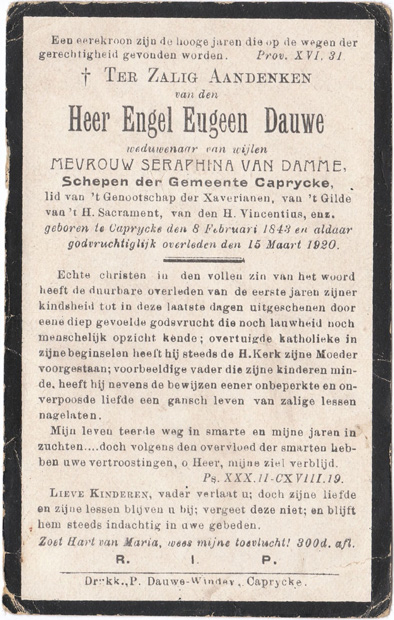 Een eerekroon zijn de hooge jaren die op de wegen der
gerechtigheid gevonden worden. Prov. XVI, 31
† TER ZALIG AANDENKEN
van den
Heer Engel Eugeen Dauwe
weduwenaar van wijlen
MEVROUW SERAPHINA VAN DAMME,
Schepen der Gemeente Caprycke,
lid van 't Genootschap der Xaverianen, van 't Gilde
van 't H. Sacrament, van den H. Vincentius, enz.
geboren te Caprycke den 8 Februari 1843 en aldaar
godvruchtiglijk overleden den 15 Maart 1920.
Echte christen in den vollen zin van het woord
heeft de duurbare overleden van de eerste jaren zijner
kindsheid tot in deze laatste dagen uitgeschenen door
eene diep gevoelde godsvrucht die noch lauwheid noch
menschelijk opzicht kende; overtuigde katholieke in
zijne beginselen heeft hij steeds de H. Kerk zijne Moeder
voorgestaan; voorbeeldige vader die zijne kinderen min-
de, heeft hij nevens de bewijzen eener onbeperkte en on-
verpoosde liefde een gansch leven van zalige lessen
nagelaten.
Mijn leven teerde weg in smarte en mijne jaren in
zuchten....doch volgens den overvloed der smarten heb-
ben uwe vertroostingen, o Heer, mijne ziel verblijd.
Ps. XXX. 11-CXVIII. 19.
LIEVE KINDEREN, vader verlaat u; doch zijne liefde
en zijne lessen blijven u bij; vergeet deze niet; en blijft
hem steeds indachtig in uwe gebeden.
Zoet Hart van Maria, wees mijne toevlucht! 300d. afl.
R. I. P.
Drukk., P. Dauwe-Winder, Caprycke.